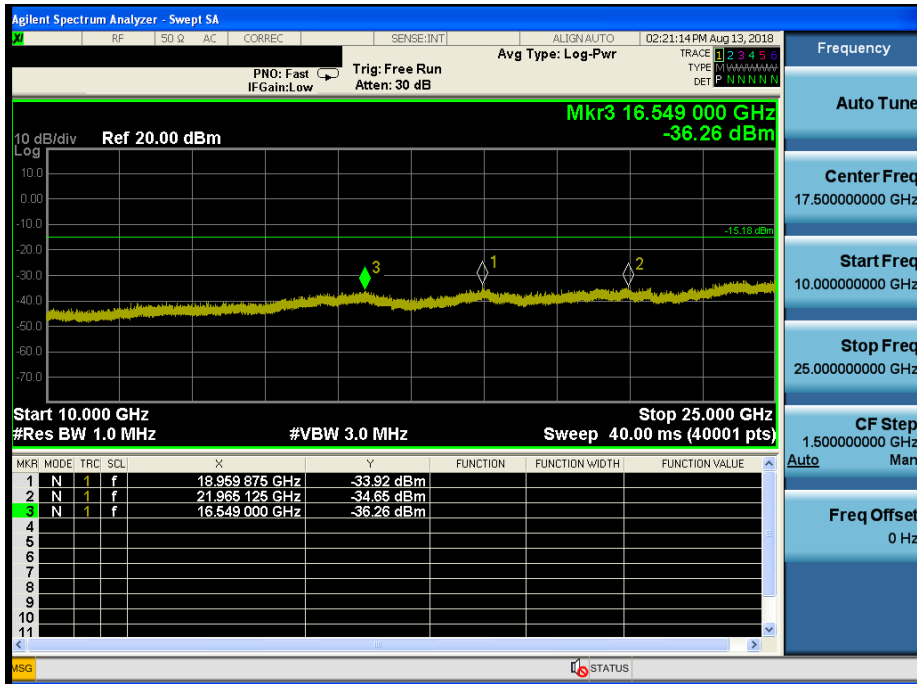 Agilent Spectrum Analyzer - Swept SA
RF 50 Ω AC CORREC SENSE:INT ALIGN AUTO 02:21:14 PM Aug 13, 2018
PNO: Fast
IFGain:Low
Trig: Free Run
Atten: 30 dB
Avg Type: Log-Pwr
TRACE 1 2 3 4 5 6
TYPE M WWWWW
DET P N N N N N
Mkr3 16.549 000 GHz
-36.26 dBm
10 dB/div Ref 20.00 dBm
Log
10.0
0.00
-10.0
-15.18 dBm
-20.0
-30.0
-40.0
-50.0
-60.0
-70.0
3
1
2
Start 10.000 GHz Stop 25.000 GHz
#Res BW 1.0 MHz #VBW 3.0 MHz Sweep 40.00 ms (40001 pts)
MKR MODE TRC SCL X Y FUNCTION FUNCTION WIDTH FUNCTION VALUE
1 N 1 f 18.959 875 GHz -33.92 dBm
2 N 1 f 21.965 125 GHz -34.65 dBm
3 N 1 f 16.549 000 GHz -36.26 dBm
4
5
6
7
8
9
10
11
MSG STATUS
Frequency
Auto Tune
Center Freq
17.500000000 GHz
Start Freq
10.000000000 GHz
Stop Freq
25.000000000 GHz
CF Step
1.500000000 GHz
Auto Man
Freq Offset
0 Hz